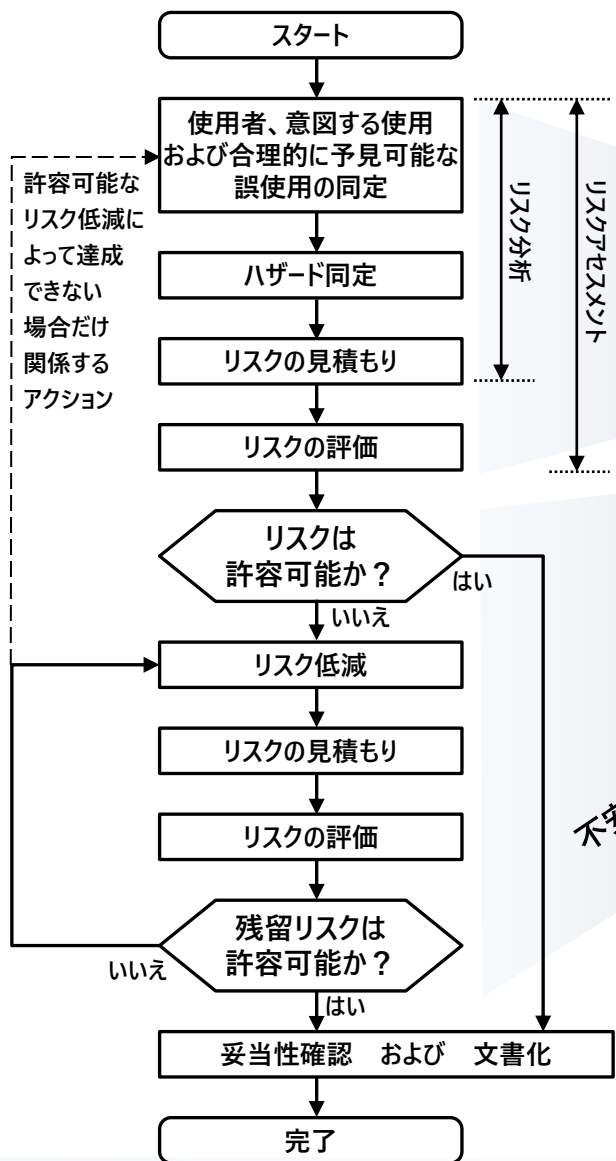 スタート
使用者、意図する使用
および合理的に予見可能な
誤使用の同定
許容可能な
リスク低減に
よって達成
できない
場合だけ
関係する
アクション
リスク分析
リスクアセスメント
ハザード同定
リスクの見積もり
リスクの評価
リスクは
許容可能か？
はい
いいえ
リスク低減
リスクの見積もり
リスクの評価
不安
残留リスクは
許容可能か？
いいえ
はい
妥当性確認　および　文書化
完了